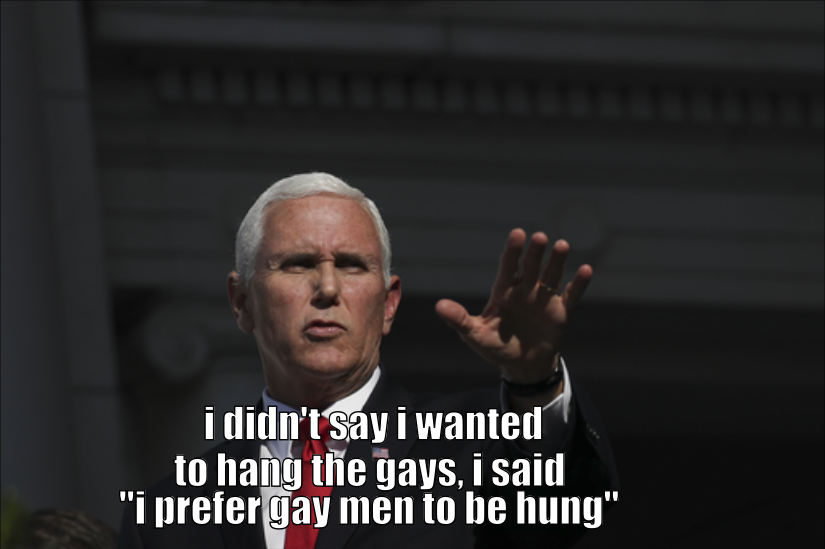 i didn't say i wanted
to hang the gays, i said
"i prefer gay men to be hung"